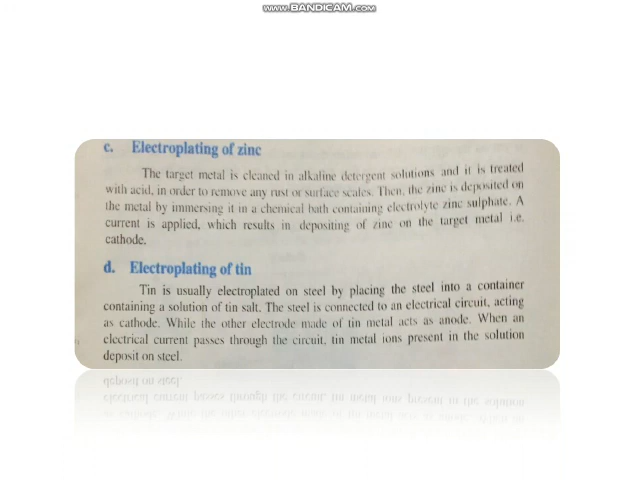 www.BANDICAM.com
c. Electroplating of zinc
The target metal is cleaned in alkaline detergent solutions and it is treated
with acid, in order to remove any rust or surface scales. Then, the zinc is deposited on
the metal by immersing it in a chemical bath containing electrolyte zinc sulphate. A
current is applied, which results in depositing of zinc on the target metal i.e.
cathode.
d. Electroplating of tin
Tin is usually electroplated on steel by placing the steel into a container
containing a solution of tin salt. The steel is connected to an electrical circuit, acting
as cathode. While the other electrode made of tin metal acts as anode. When an
electrical current passes through the circuit, tin metal ions present in the solution
deposit on steel.